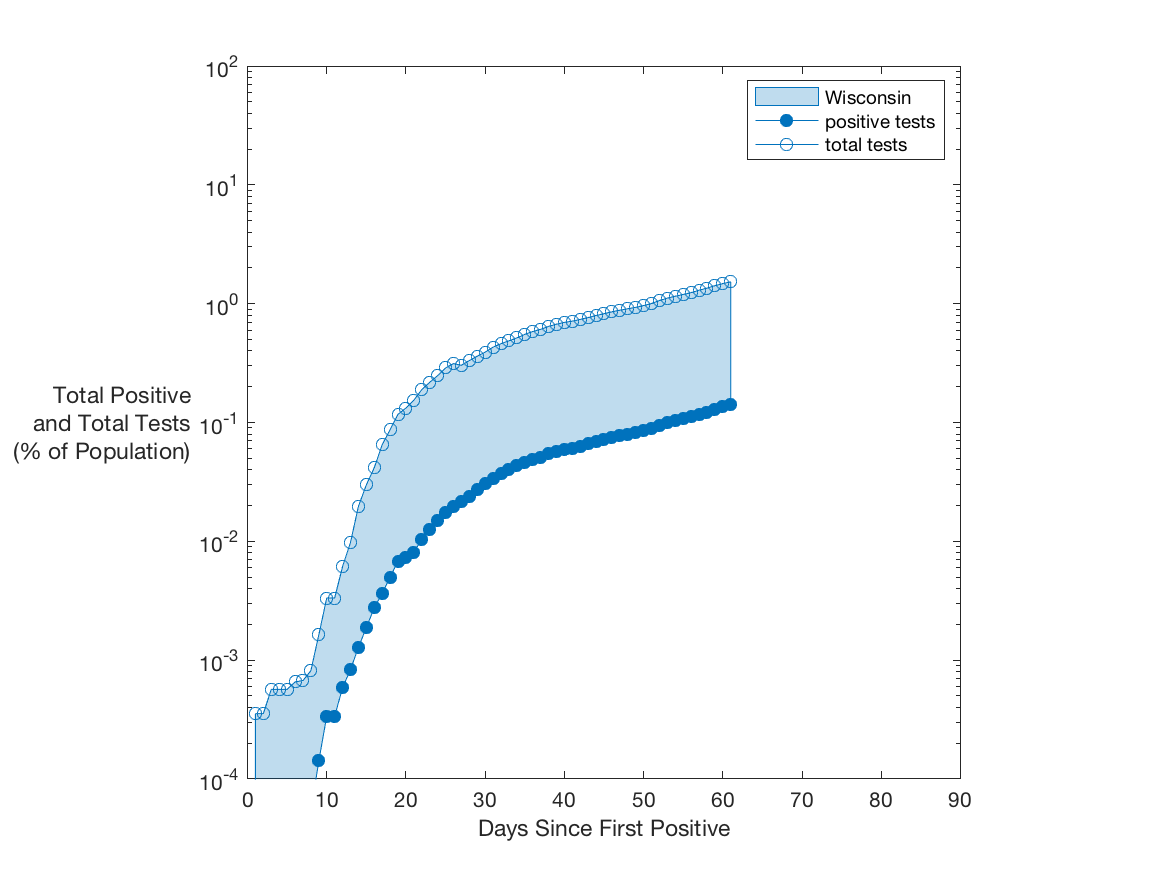 10^2
10^1
10^0
10^-1
10^-2
10^-3
10^-4
Total Positive
and Total Tests
(% of Population)
Wisconsin
positive tests
total tests
0 10 20 30 40 50 60 70 80 90
Days Since First Positive